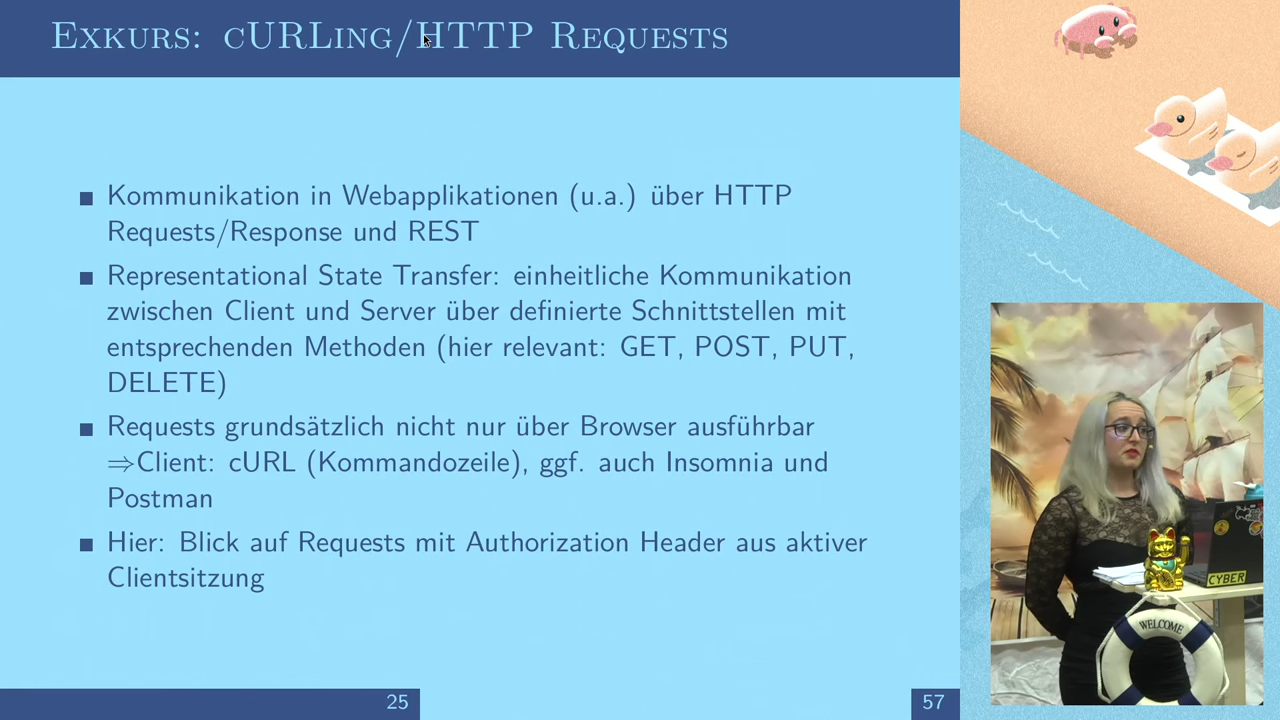 Exkurs: cURLing/HTTP Requests
Kommunikation in Webapplikationen (u.a.) über HTTP
Requests/Response und REST
Representational State Transfer: einheitliche Kommunikation
zwischen Client und Server über definierte Schnittstellen mit
entsprechenden Methoden (hier relevant: GET, POST, PUT,
DELETE)
Requests grundsätzlich nicht nur über Browser ausführbar
⇒Client: cURL (Kommandozeile), ggf. auch Insomnia und
Postman
Hier: Blick auf Requests mit Authorization Header aus aktiver
Clientsitzung
25
57
CYBER
WELCOME